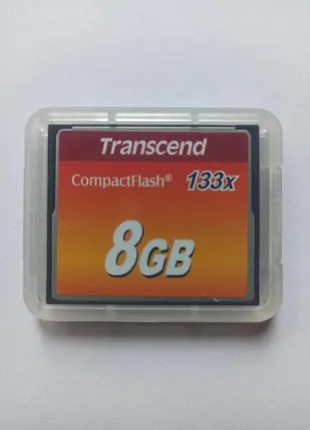 Transcend
CompactFlash® 133x
8GB